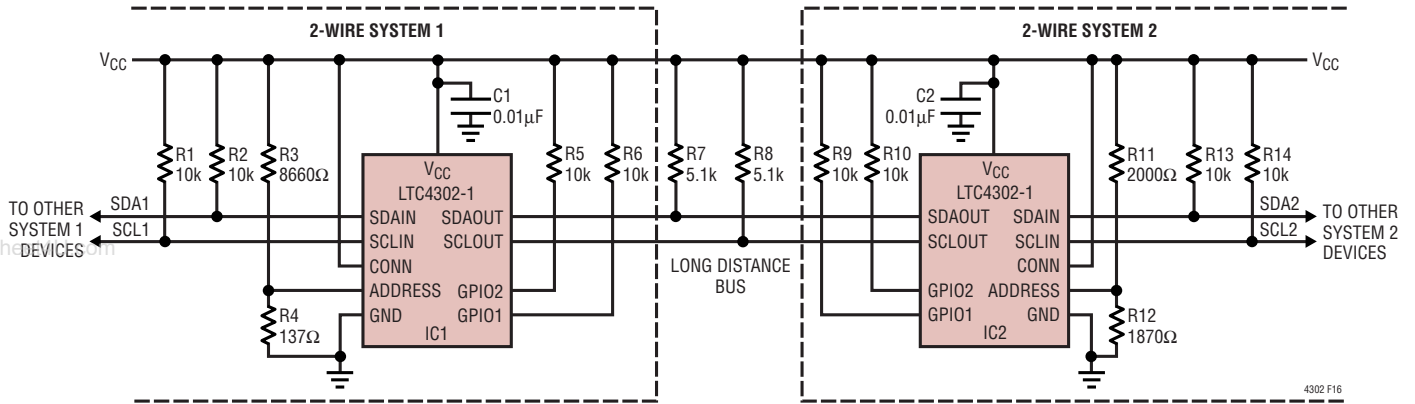 2-WIRE SYSTEM 1
2-WIRE SYSTEM 2
VCC
VCC
C1
0.01µF
C2
0.01µF
R1
10k
R2
10k
R3
8660Ω
R5
10k
R6
10k
R7
5.1k
R8
5.1k
R9
10k
R10
10k
R11
2000Ω
R13
10k
R14
10k
VCC
LTC4302-1
SDAIN SDAOUT
SCLIN SCLOUT
CONN
ADDRESS GPIO2
GND GPIO1
IC1
VCC
LTC4302-1
SDAOUT SDAIN
SCLOUT SCLIN
CONN
GPIO2 ADDRESS
GPIO1 GND
IC2
TO OTHER
SYSTEM 1
DEVICES
SDA1
SCL1
SDA2
SCL2
TO OTHER
SYSTEM 2
DEVICES
LONG DISTANCE
BUS
R4
137Ω
R12
1870Ω
4302 F16